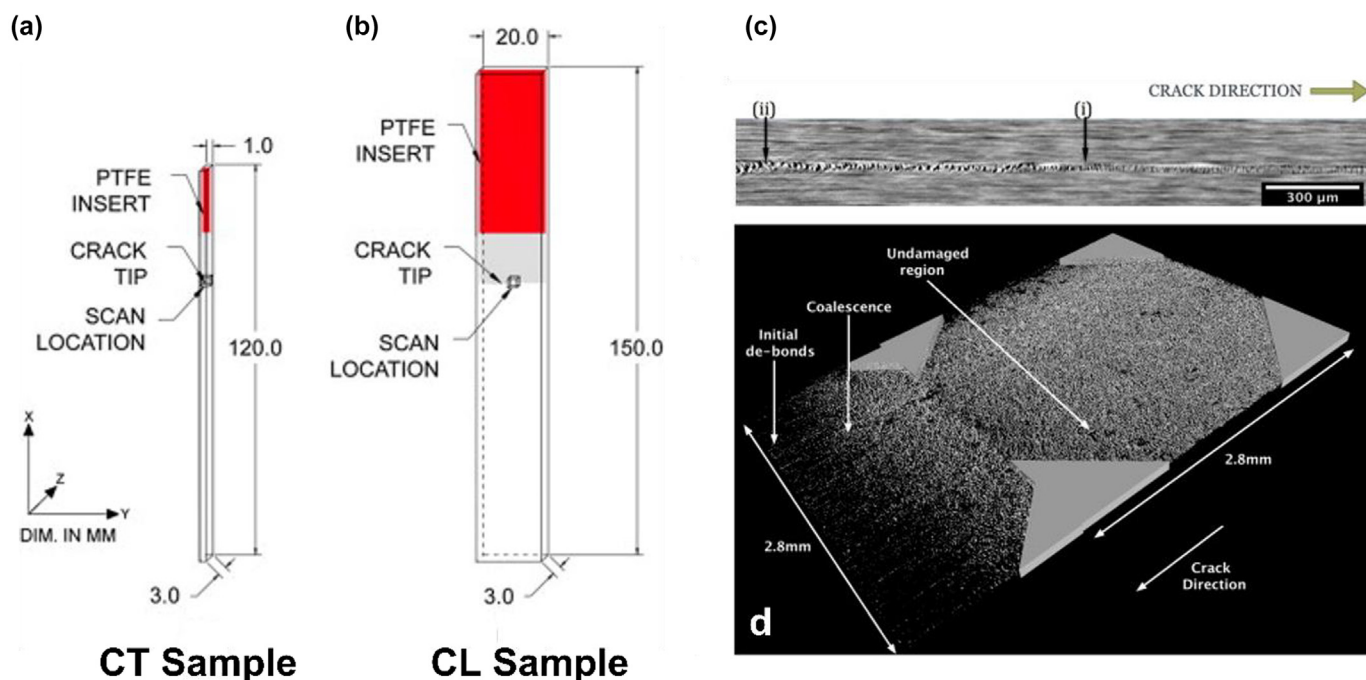 (a)
1.0
PTFE
INSERT
CRACK
TIP
SCAN
LOCATION
120.0
X
Z
Y
DIM. IN MM
3.0
CT Sample
(b)
20.0
PTFE
INSERT
CRACK
TIP
SCAN
LOCATION
150.0
3.0
CL Sample
(c)
CRACK DIRECTION
(ii)
(i)
300 µm
Undamaged
region
Coalescence
Initial
de-bonds
2.8mm
2.8mm
Crack
Direction
d